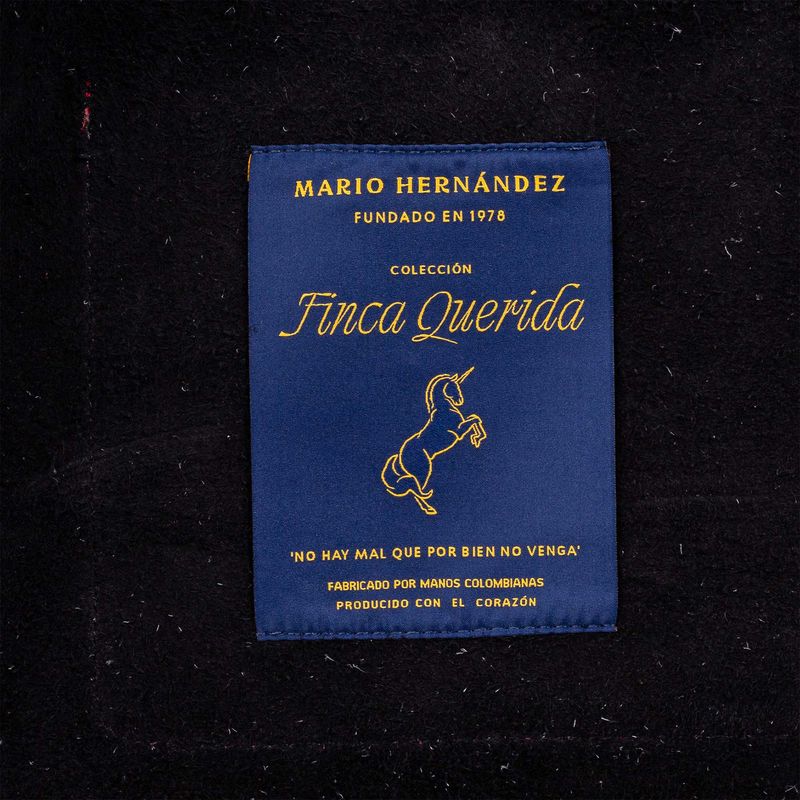 MARIO HERNÁNDEZ
FUNDADO EN 1978
COLECCIÓN
Finca Querida
'NO HAY MAL QUE POR BIEN NO VENGA'
FABRICADO POR MANOS COLOMBIANAS
PRODUCIDO CON EL CORAZÓN